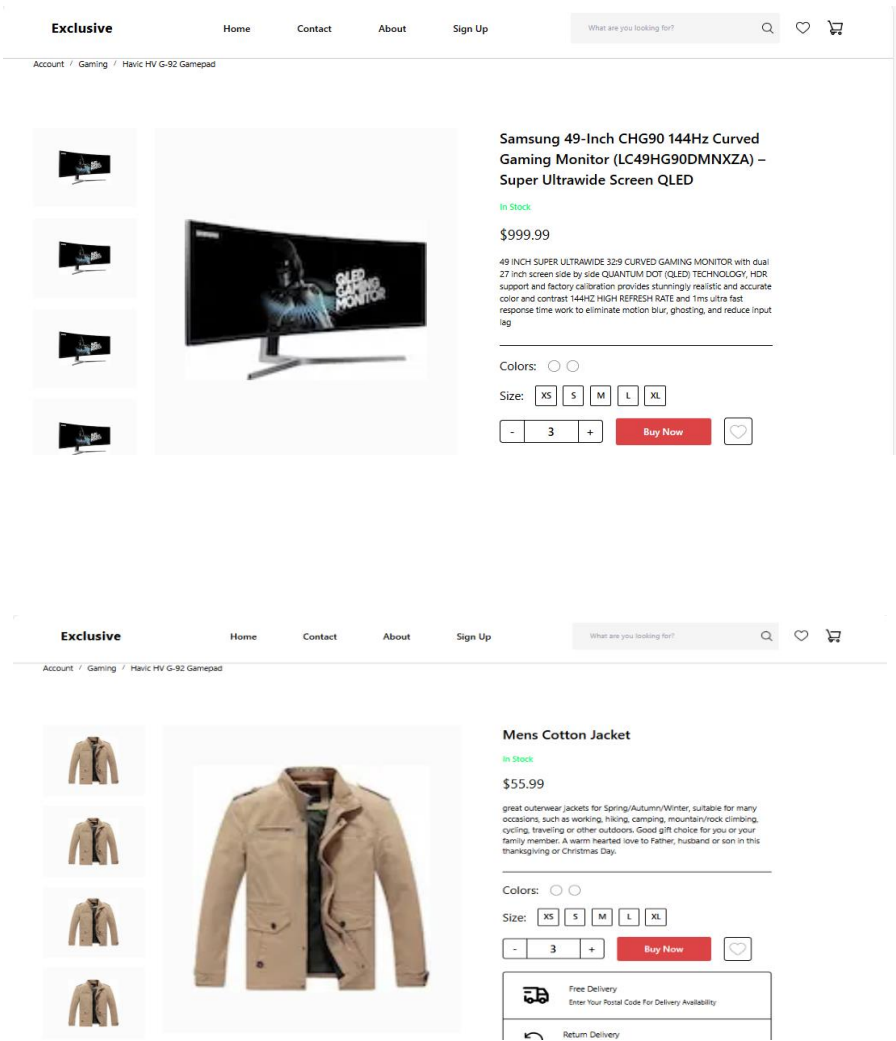 Exclusive Home Contact About Sign Up What are you looking for?
Account / Gaming / Havic HV G-92 Gamepad
Samsung 49-Inch CHG90 144Hz Curved
Gaming Monitor (LC49HG90DMNXZA) –
Super Ultrawide Screen QLED
In Stock
$999.99
49 INCH SUPER ULTRAWIDE 32:9 CURVED GAMING MONITOR with dual
27 inch screen side by side QUANTUM DOT (QLED) TECHNOLOGY, HDR
support and factory calibration provides stunningly realistic and accurate
color and contrast 144HZ HIGH REFRESH RATE and 1ms ultra fast
response time work to eliminate motion blur, ghosting, and reduce input
lag
QLED
GAMING
MONITOR
Colors:
Size: XS S M L XL
- 3 + Buy Now
Exclusive Home Contact About Sign Up What are you looking for?
Account / Gaming / Havic HV G-92 Gamepad
Mens Cotton Jacket
In Stock
$55.99
great outerwear jackets for Spring/Autumn/Winter, suitable for many
occasions, such as working, hiking, camping, mountain/rock climbing,
cycling, traveling or other outdoors. Good gift choice for you or your
family member. A warm hearted love to Father, husband or son in this
thanksgiving or Christmas Day.
Colors:
Size: XS S M L XL
- 3 + Buy Now
Free Delivery
Enter Your Postal Code For Delivery Availability
Return Delivery